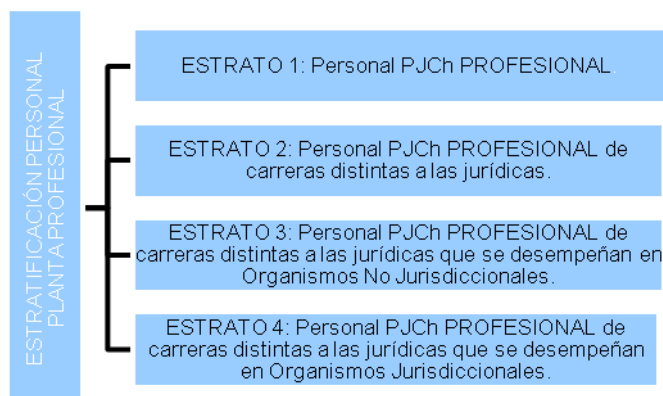 ESTRATIFICACIÓN PERSONAL
PLANTA PROFESIONAL
ESTRATO 1: Personal PJCh PROFESIONAL
ESTRATO 2: Personal PJCh PROFESIONAL de
carreras distintas a las jurídicas.
ESTRATO 3: Personal PJCh PROFESIONAL de
carreras distintas a las jurídicas que se desempeñan en
Organismos No Jurisdiccionales.
ESTRATO 4: Personal PJCh PROFESIONAL de
carreras distintas a las jurídicas que se desempeñan
en Organismos Jurisdiccionales.